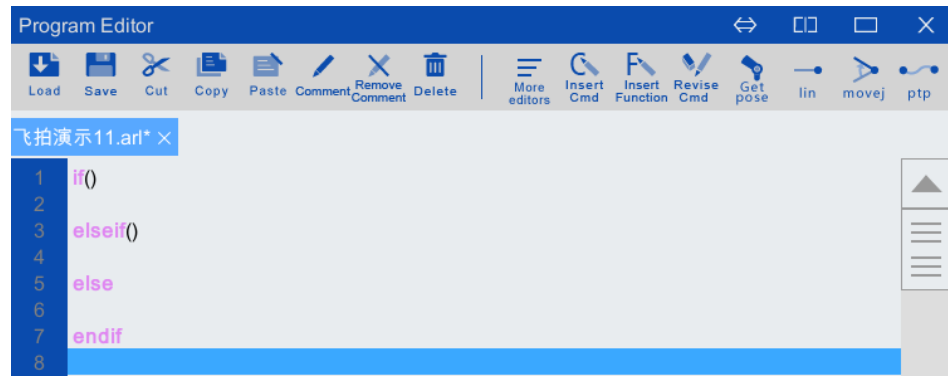 Program Editor
Load Save Cut Copy Paste Comment Remove Comment Delete More editors Insert Cmd Insert Function Revise Cmd Get pose lin movej ptp
飞拍演示11.arl* ×
1 if()
2
3 elseif()
4
5 else
6
7 endif
8